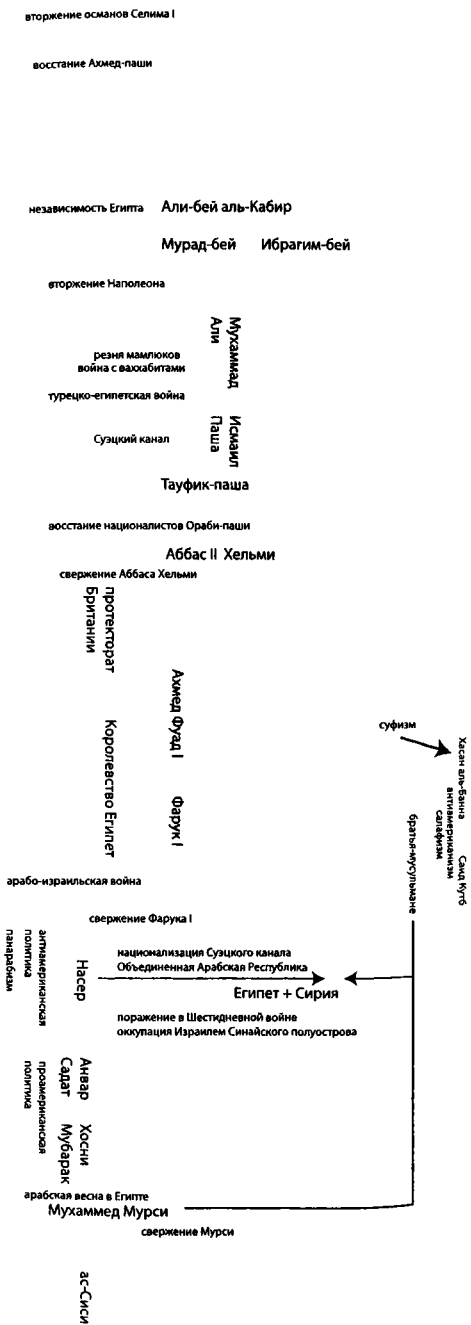 вторжение османов Селима I
восстание Ахмед-паши
независимость Египта
Али-бей аль-Кабир
Мурад-бей
Ибрагим-бей
вторжение Наполеона
Мухаммад
Али
резня мамлюков
война с ваххабитами
турецко-египетская война
Суэцкий канал
Исмаил
Паша
Тауфик-паша
восстание националистов Ораби-паши
Аббас II Хельми
свержение Аббаса Хельми
протекторат
Британии
Ахмед Фуад I
Королевство Египет
Фарук I
суфизм
Хасан аль-Банна
Саид Кутб
антиамериканизм
салафизм
братья-мусульмане
арабо-израильская война
свержение Фарука I
Насер
антиамериканская
политика
панарабизм
национализация Суэцкого канала
Объединенная Арабская Республика
Египет + Сирия
поражение в Шестидневной войне
оккупация Израилем Синайского полуострова
Анвар
Садат
Хосни
Мубарак
проамериканская
политика
арабская весна в Египте
Мухаммед Мурси
свержение Мурси
ас-Сиси